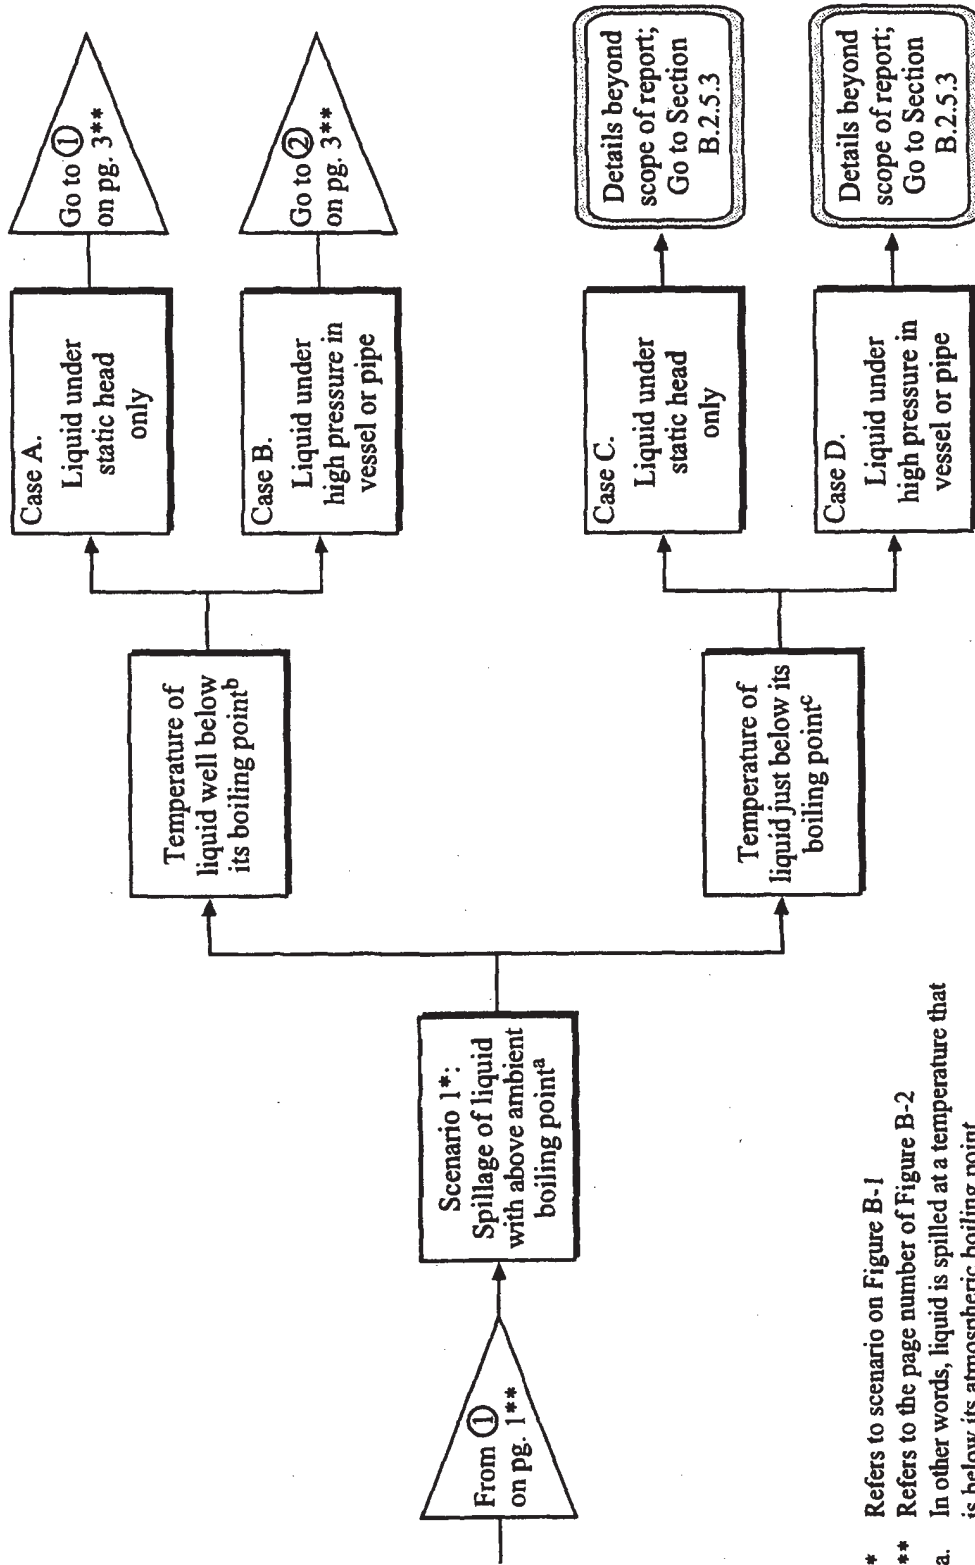 From ①
on pg. 1**
Scenario 1*:
Spillage of liquid
with above ambient
boiling point^a
Temperature of
liquid well below
its boiling point^b
Case A.
Liquid under
static head
only
Go to ①
on pg. 3**
Case B.
Liquid under
high pressure in
vessel or pipe
Go to ②
on pg. 3**
Temperature of
liquid just below its
boiling point^c
Case C.
Liquid under
static head
only
Details beyond
scope of report;
Go to Section
B.2.5.3
Case D.
Liquid under
high pressure in
vessel or pipe
Details beyond
scope of report;
Go to Section
B.2.5.3
* Refers to scenario on Figure B-1
** Refers to the page number of Figure B-2
a. In other words, liquid is spilled at a temperature that
is below its atmospheric boiling point